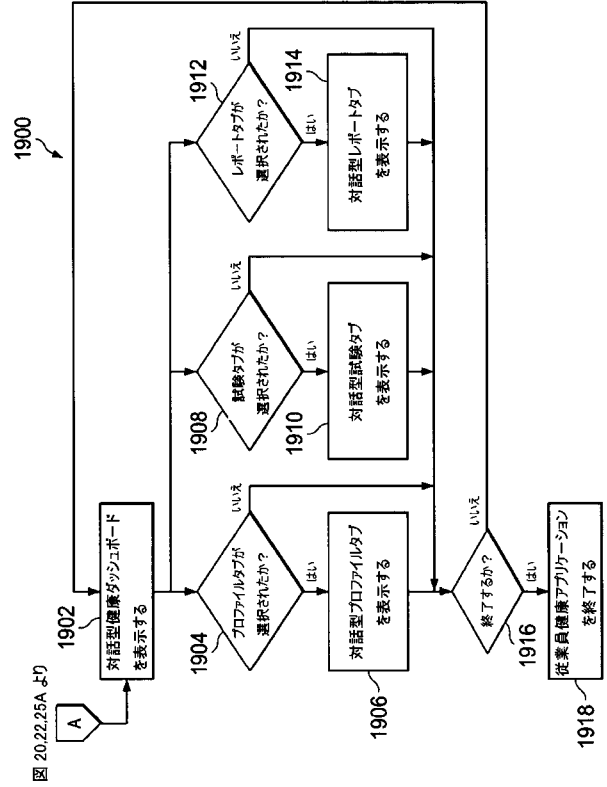 1900
図 20,22,25A より
A
1902
対話型健康ダッシュボード
を表示する
1904
プロファイルタブが
選択されたか?
いいえ
はい
1906
対話型プロファイルタブ
を表示する
1908
試験タブが
選択されたか?
いいえ
はい
1910
対話型試験タブ
を表示する
1912
レポートタブが
選択されたか?
いいえ
はい
1914
対話型レポートタブ
を表示する
終了するか?
いいえ
1916
はい
従業員健康アプリケーション
を終了する
1918